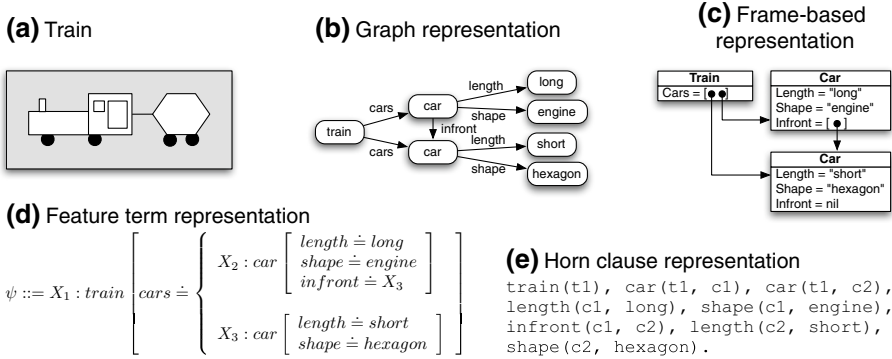 (a) Train
(b) Graph representation
train
cars
cars
car
infront
car
length
shape
length
shape
long
engine
short
hexagon
(c) Frame-based
representation
Train
Cars = [ ]
Car
Length = "long"
Shape = "engine"
Infront = [ ]
Car
Length = "short"
Shape = "hexagon"
Infront = nil
(d) Feature term representation
ψ ::= X₁ : train [ cars ≐ {
X₂ : car [ length ≐ long
shape ≐ engine
infront ≐ X₃ ]
X₃ : car [ length ≐ short
shape ≐ hexagon ]
(e) Horn clause representation
train(t1), car(t1, c1), car(t1, c2),
length(c1, long), shape(c1, engine),
infront(c1, c2), length(c2, short),
shape(c2, hexagon).